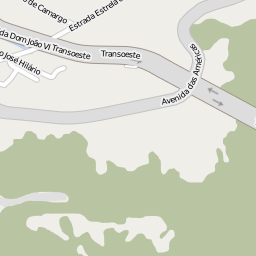 de Camargo
Estrada Estrela
da Dom João VI Transoeste
Transoeste
José Hilário
Avenida das Américas